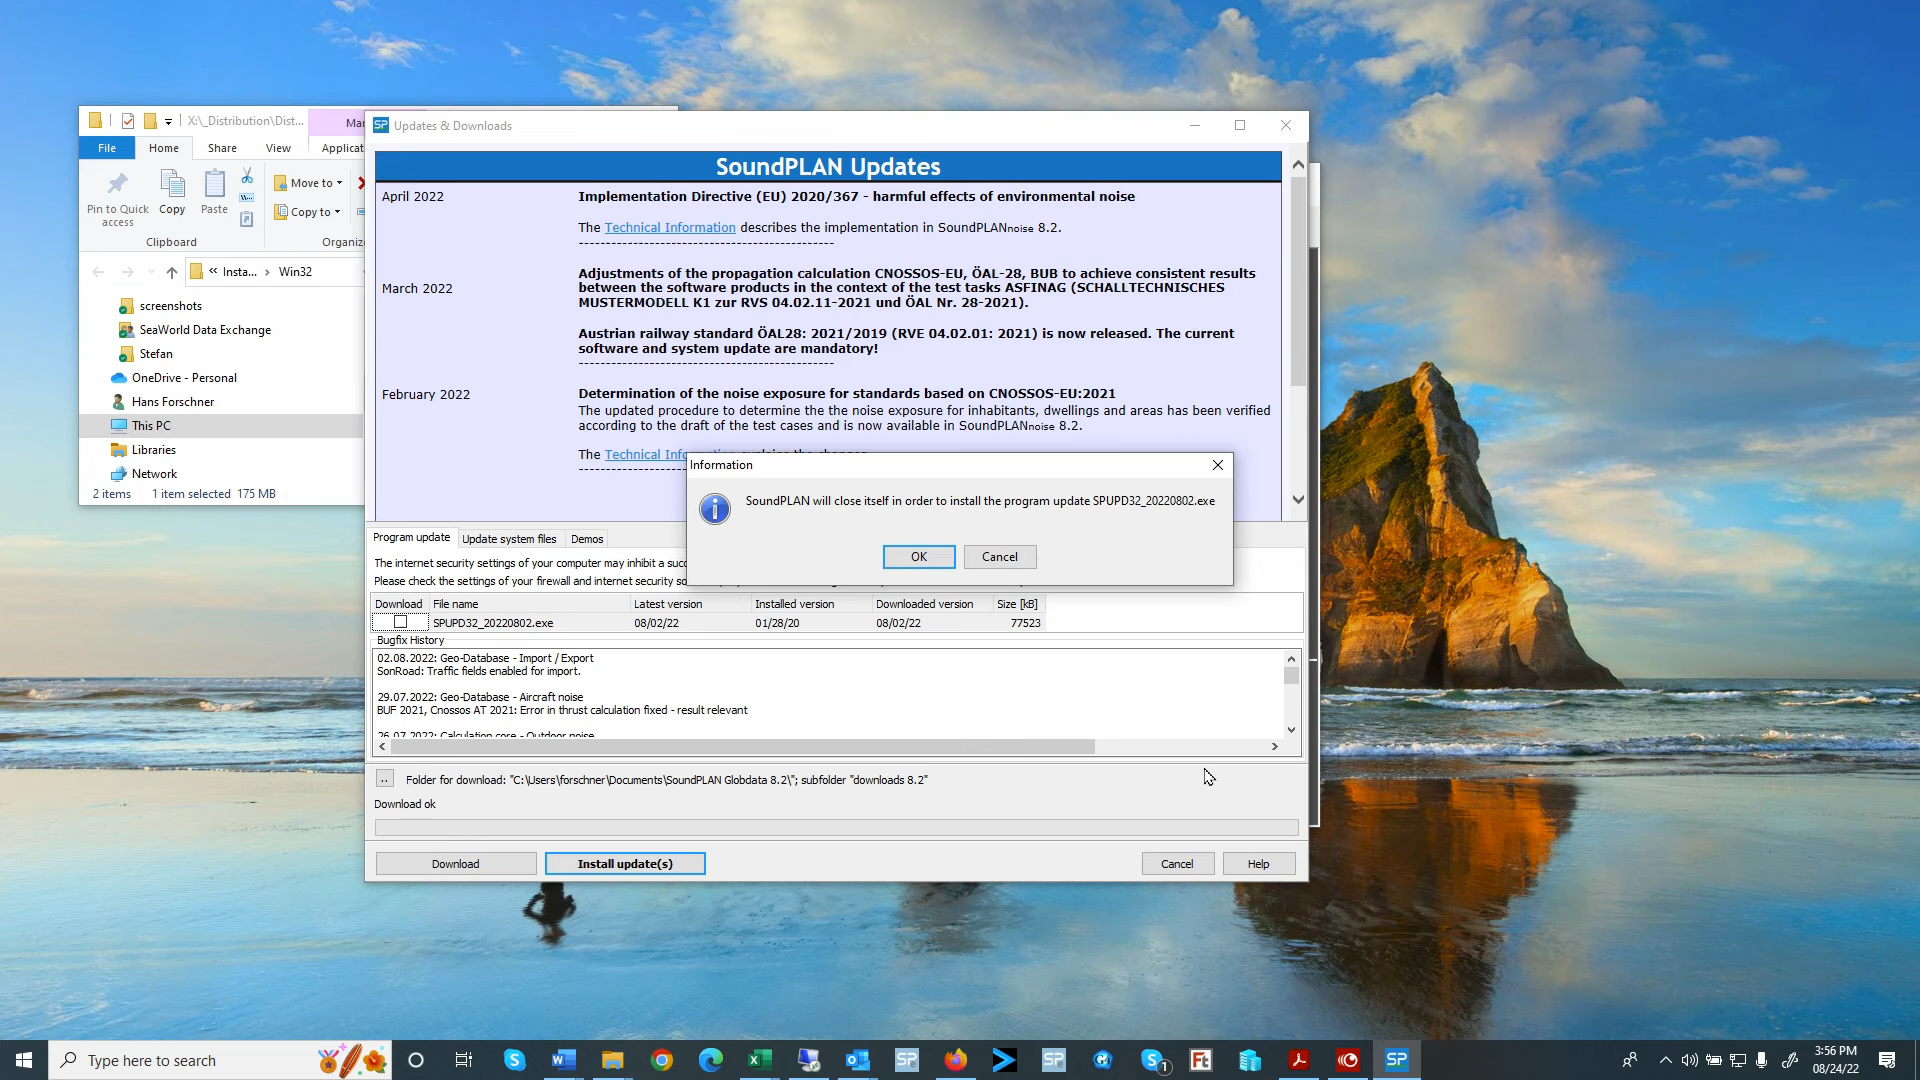 X:\_Distribution\Dist...
Mar
File
Home
Share
View
Applicat
Pin to Quick access
Copy
Paste
Move to
Copy to
Clipboard
Organiz
« Insta... › Win32
screenshots
SeaWorld Data Exchange
Stefan
OneDrive - Personal
Hans Forschner
This PC
Libraries
Network
2 items 1 item selected 175 MB
SP Updates & Downloads
SoundPLAN Updates
April 2022
Implementation Directive (EU) 2020/367 - harmful effects of environmental noise
The Technical Information describes the implementation in SoundPLANnoise 8.2.
-----------------------------------------------
March 2022
Adjustments of the propagation calculation CNOSSOS-EU, ÖAL-28, BUB to achieve consistent results
between the software products in the context of the test tasks ASFINAG (SCHALLTECHNISCHES
MUSTERMODELL K1 zur RVS 04.02.11-2021 und ÖAL Nr. 28-2021).
Austrian railway standard ÖAL28: 2021/2019 (RVE 04.02.01: 2021) is now released. The current
software and system update are mandatory!
-----------------------------------------------
February 2022
Determination of the noise exposure for standards based on CNOSSOS-EU:2021
The updated procedure to determine the the noise exposure for inhabitants, dwellings and areas has been verified
according to the draft of the test cases and is now available in SoundPLANnoise 8.2.
The Technical Inf
Information
SoundPLAN will close itself in order to install the program update SPUPD32_20220802.exe
OK
Cancel
Program update
Update system files
Demos
The internet security settings of your computer may inhibit a succ
Please check the settings of your firewall and internet security so
Download
File name
Latest version
Installed version
Downloaded version
Size [kB]
SPUPD32_20220802.exe
08/02/22
01/28/20
08/02/22
77523
Bugfix History
02.08.2022: Geo-Database - Import / Export
SonRoad: Traffic fields enabled for import.
29.07.2022: Geo-Database - Aircraft noise
BUF 2021, Cnossos AT 2021: Error in thrust calculation fixed - result relevant
26.07.2022: Calculation core - Outdoor noise
.. Folder for download: "C:\Users\forschner\Documents\SoundPLAN Globdata 8.2\"; subfolder "downloads 8.2"
Download ok
Download
Install update(s)
Cancel
Help
Type here to search
SP
SP
1
Ft
SP
3:56 PM
08/24/22